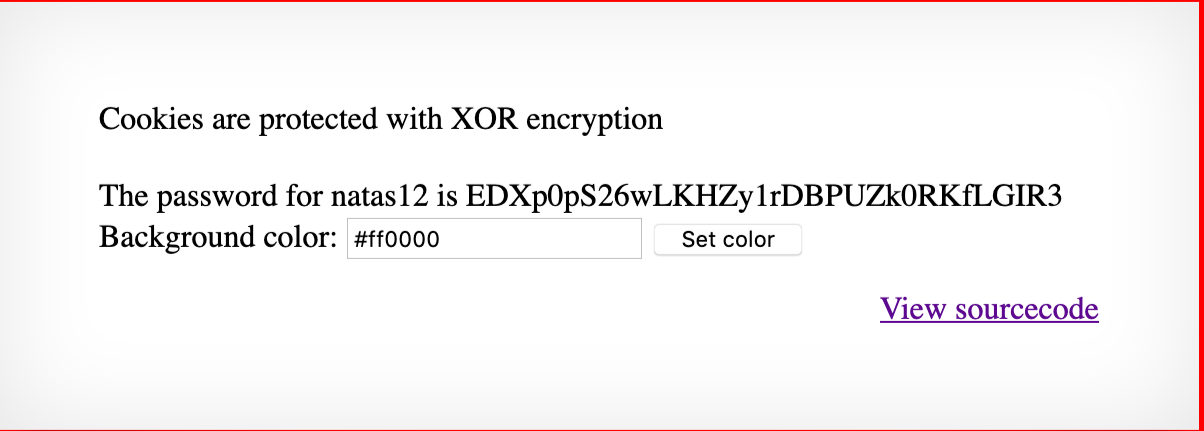 Cookies are protected with XOR encryption
The password for natas12 is EDXp0pS26wLKHZy1rDBPUZk0RKfLGIR3
Background color: #ff0000 Set color
View sourcecode